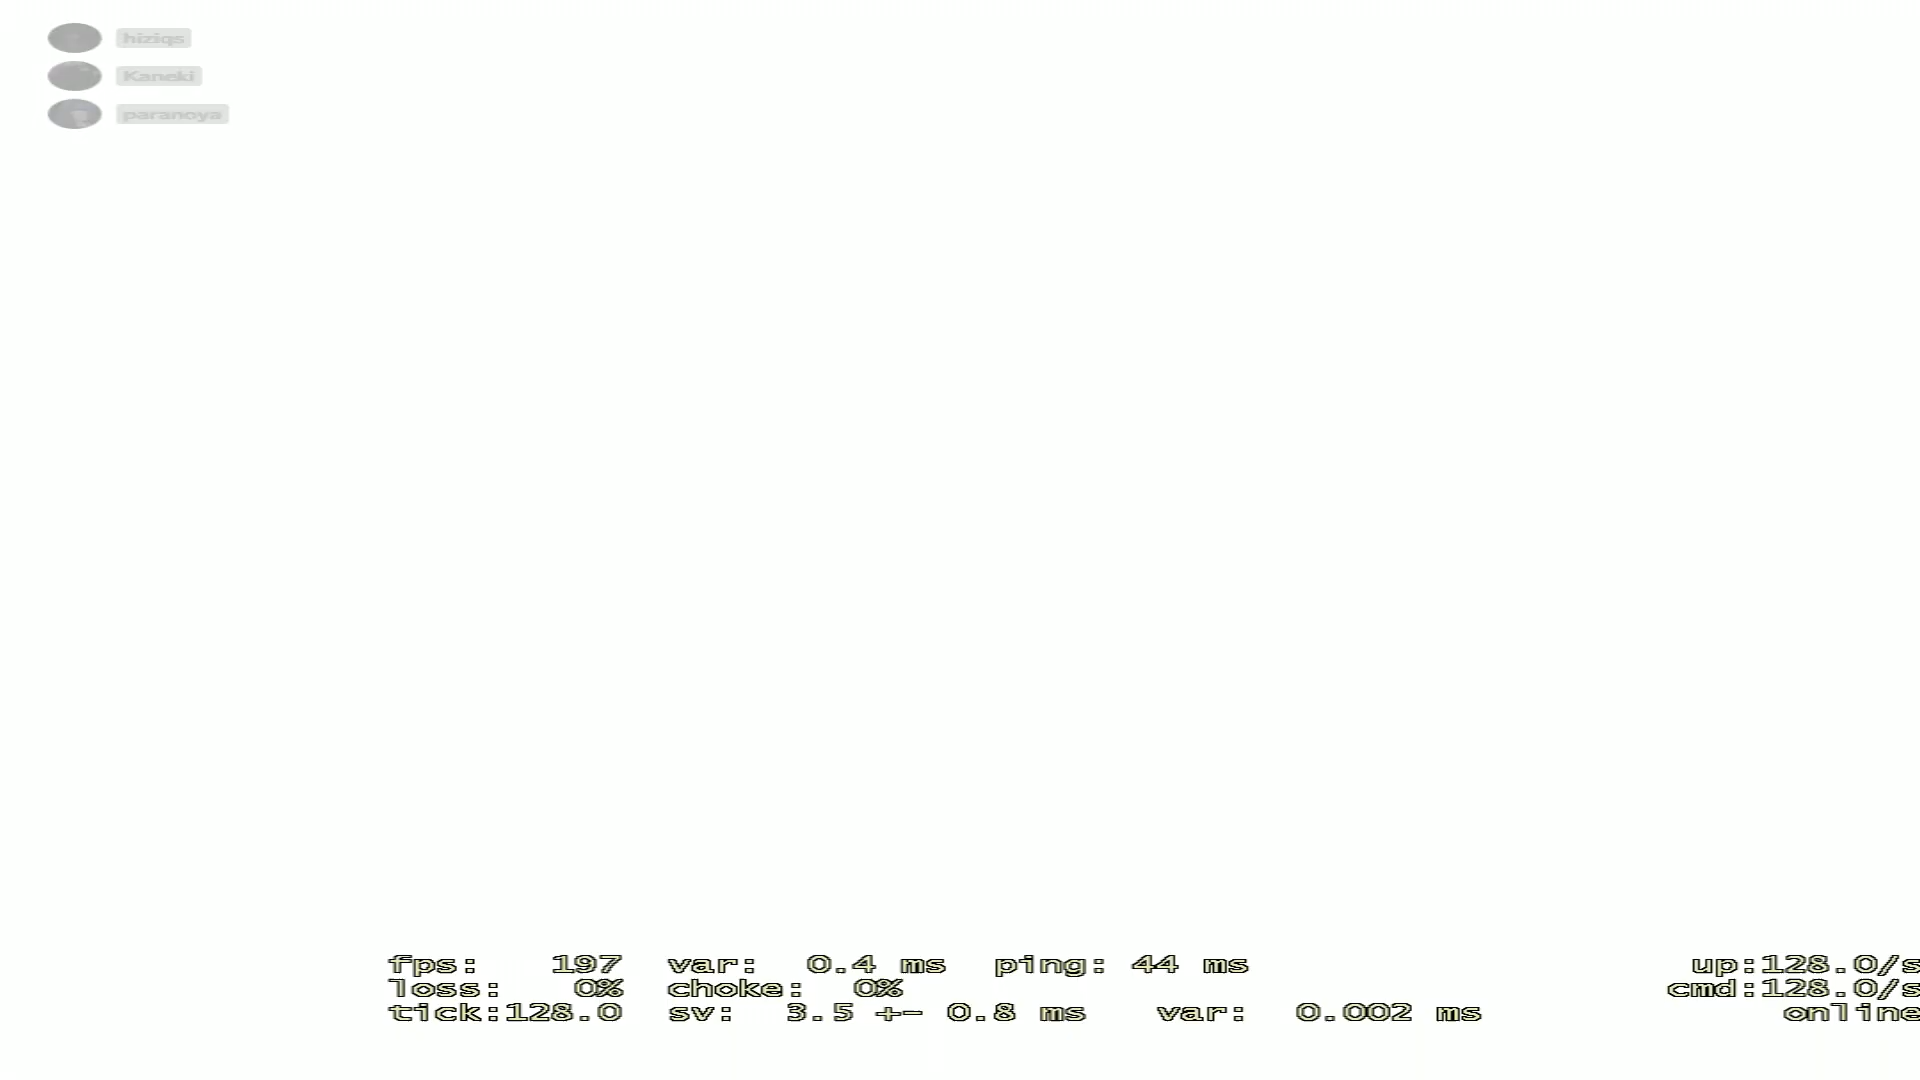 hiziqs
Kaneki
paranoya
fps: 197 var: 0.4 ms ping: 44 ms up:128.0/s
loss: 0% choke: 0% cmd:128.0/s
tick:128.0 sv: 3.5 +- 0.8 ms var: 0.002 ms online